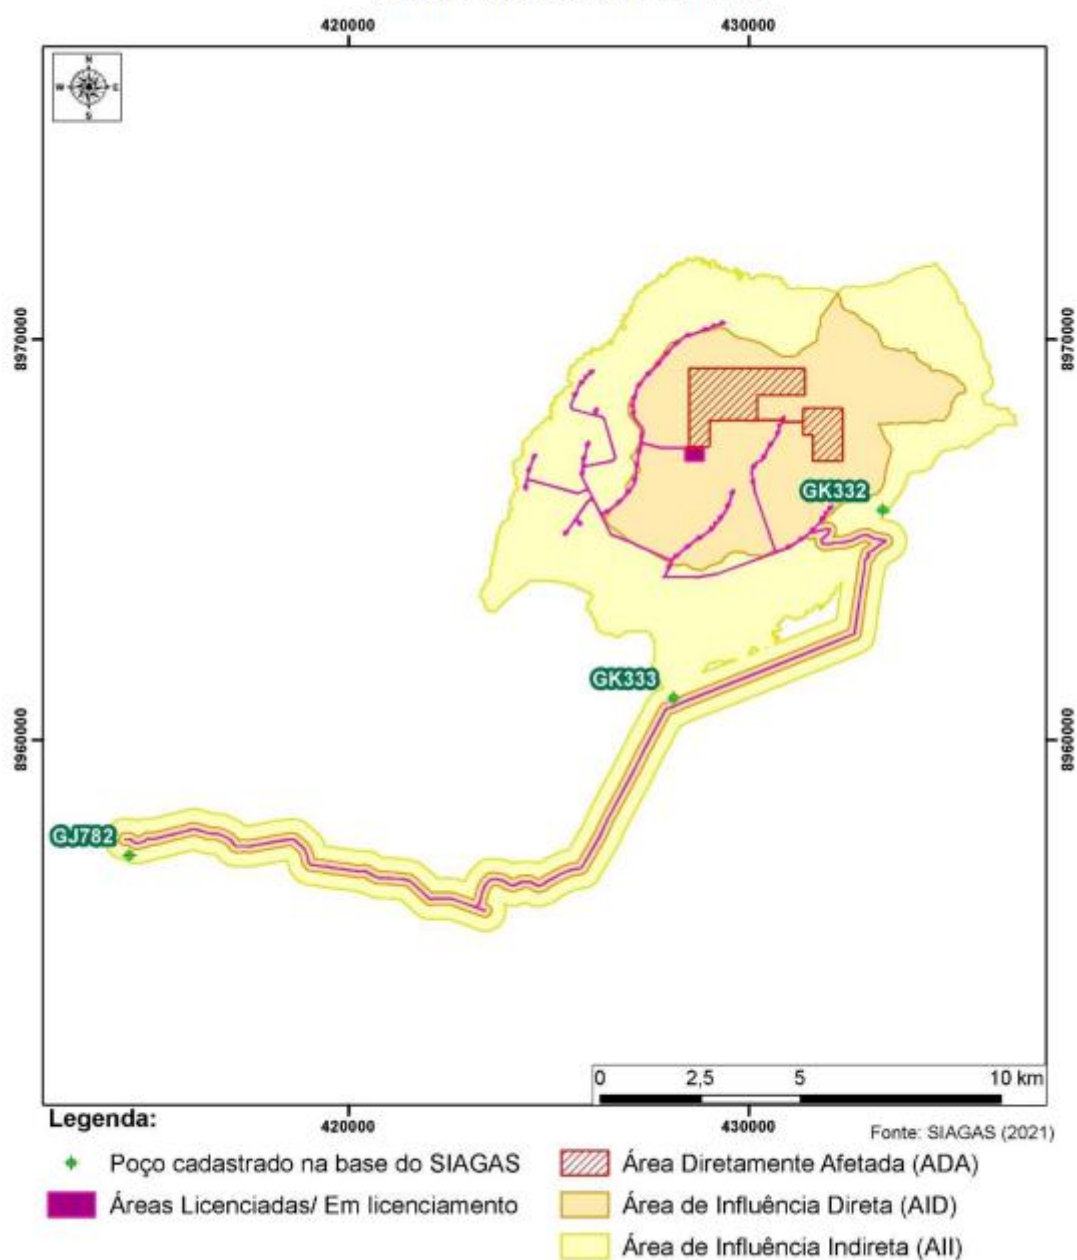 420000
430000
N
W
E
S
8970000
8970000
GK332
GK333
8960000
8960000
GJ782
0
2,5
5
10 km
420000
430000
Legenda:
Fonte: SIAGAS (2021)
Poço cadastrado na base do SIAGAS
Áreas Licenciadas/ Em licenciamento
Área Diretamente Afetada (ADA)
Área de Influência Direta (AID)
Área de Influência Indireta (AII)